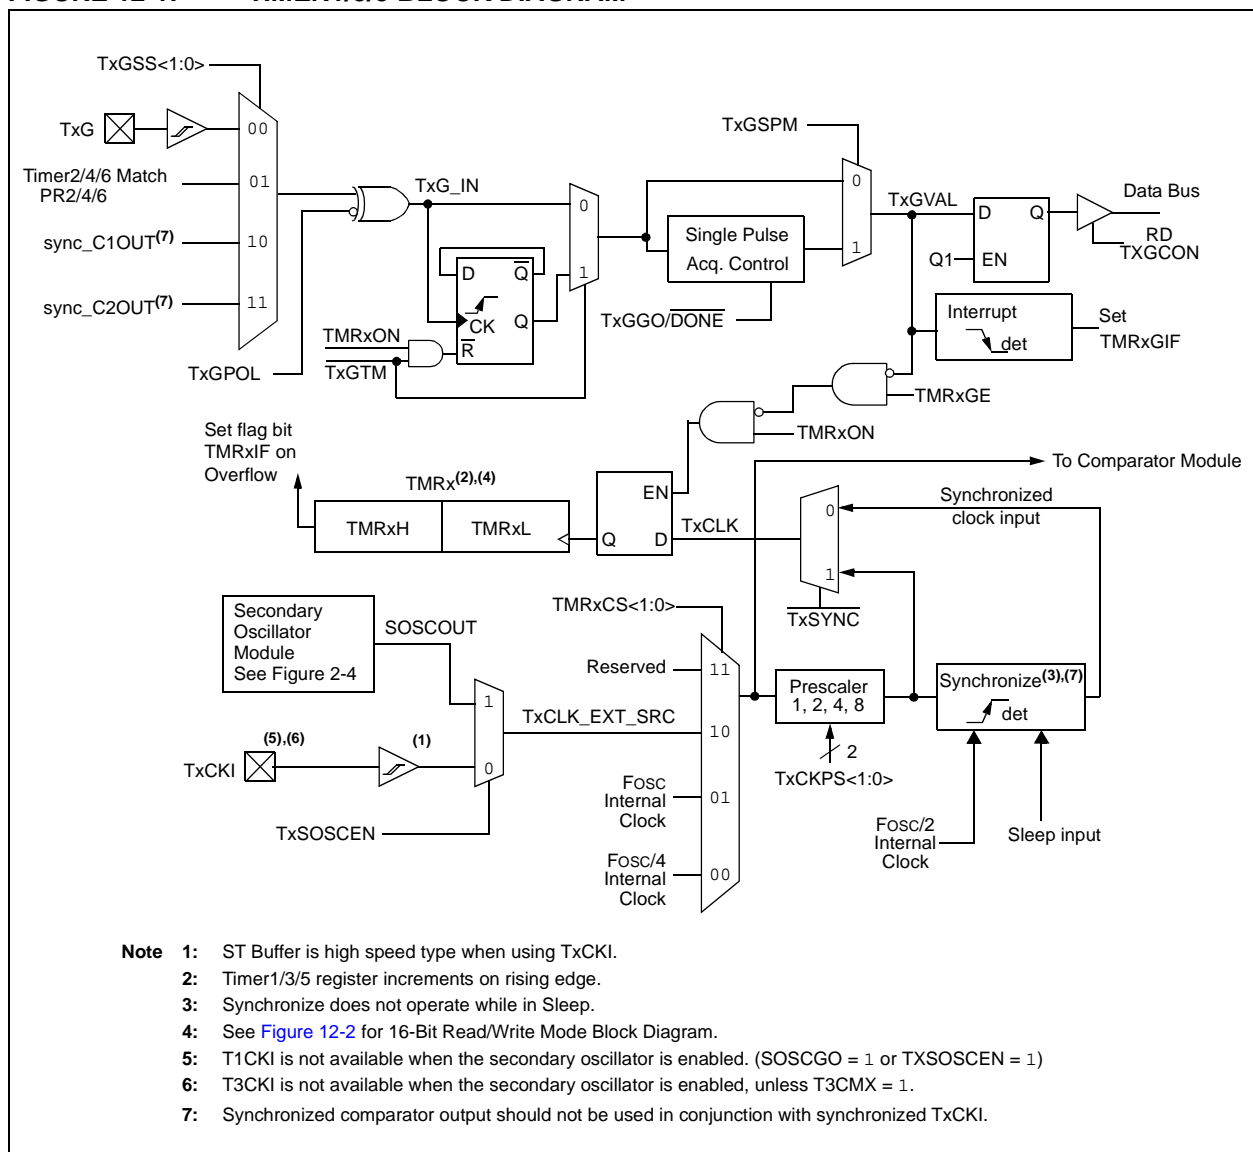 TxGSS<1:0>
TxG
00
Timer2/4/6 Match
PR2/4/6
01
sync_C1OUT(7)
10
sync_C2OUT(7)
11
TxGPOL
TxG_IN
0
1
D
Q
CK
Q
R
TMRxON
TxGTM
TxGSPM
0
1
Single Pulse
Acq. Control
TxGGO/DONE
TxGVAL
D
Q
Q1
EN
Data Bus
RD
TXGCON
Interrupt
det
Set
TMRxGIF
TMRxGE
TMRxON
To Comparator Module
Set flag bit
TMRxIF on
Overflow
TMRx(2),(4)
TMRxH
TMRxL
EN
Q
D
TxCLK
0
1
TxSYNC
Synchronized
clock input
Secondary
Oscillator
Module
See Figure 2-4
SOSCOUT
1
0
(5),(6)
(1)
TxCKI
TxSOSCEN
TxCLK_EXT_SRC
TMRxCS<1:0>
Reserved
11
10
FOSC
Internal
Clock
01
FOSC/4
Internal
Clock
00
Prescaler
1, 2, 4, 8
2
TxCKPS<1:0>
Synchronize(3),(7)
det
FOSC/2
Internal
Clock
Sleep input
Note 1: ST Buffer is high speed type when using TxCKI.
2: Timer1/3/5 register increments on rising edge.
3: Synchronize does not operate while in Sleep.
4: See Figure 12-2 for 16-Bit Read/Write Mode Block Diagram.
5: T1CKI is not available when the secondary oscillator is enabled. (SOSCGO = 1 or TXSOSCEN = 1)
6: T3CKI is not available when the secondary oscillator is enabled, unless T3CMX = 1.
7: Synchronized comparator output should not be used in conjunction with synchronized TxCKI.